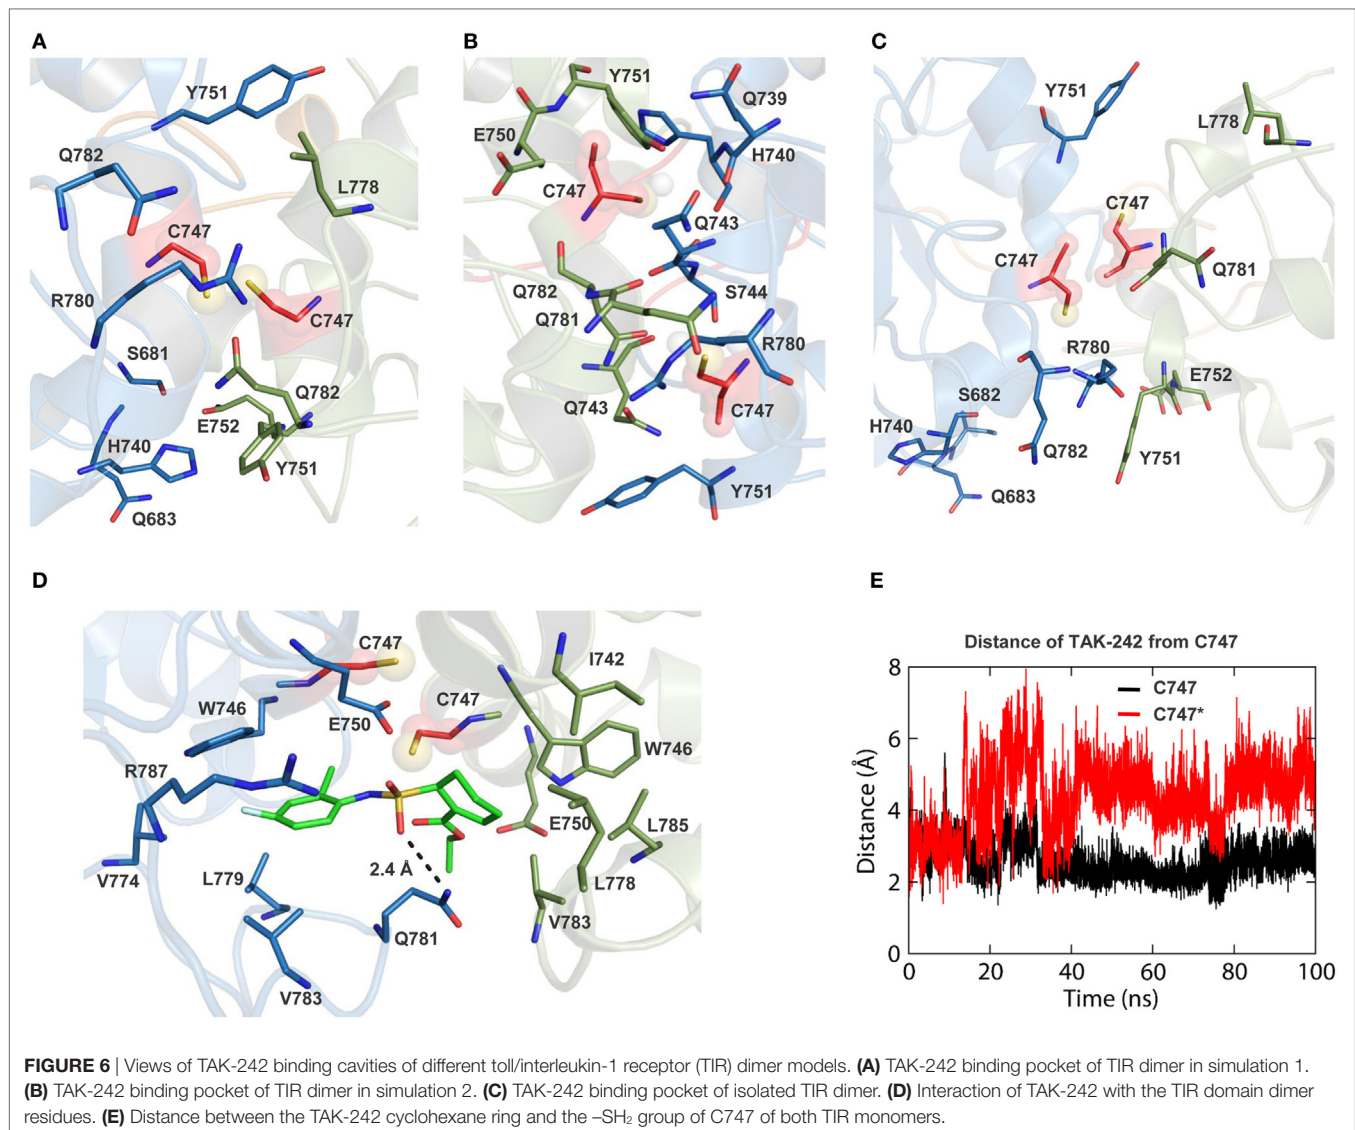 A
Y751
Q782
L778
C747
R780
C747
S681
Q782
E752
H740
Y751
Q683
B
Y751
Q739
E750
H740
C747
Q743
Q782
S744
Q781
R780
Q743
C747
Y751
C
Y751
L778
C747
C747
Q781
R780
E752
S682
H740
Q782
Y751
Q683
D
C747
I742
C747
W746
E750
W746
R787
E750
L785
2.4 Å
V774
L779
L778
V783
Q781
V783
E
Distance of TAK-242 from C747
C747
C747*
8
6
4
2
0
Distance (Å)
0 20 40 60 80 100
Time (ns)
FIGURE 6 | Views of TAK-242 binding cavities of different toll/interleukin-1 receptor (TIR) dimer models. (A) TAK-242 binding pocket of TIR dimer in simulation 1.
(B) TAK-242 binding pocket of TIR dimer in simulation 2. (C) TAK-242 binding pocket of isolated TIR dimer. (D) Interaction of TAK-242 with the TIR domain dimer
residues. (E) Distance between the TAK-242 cyclohexane ring and the –SH₂ group of C747 of both TIR monomers.